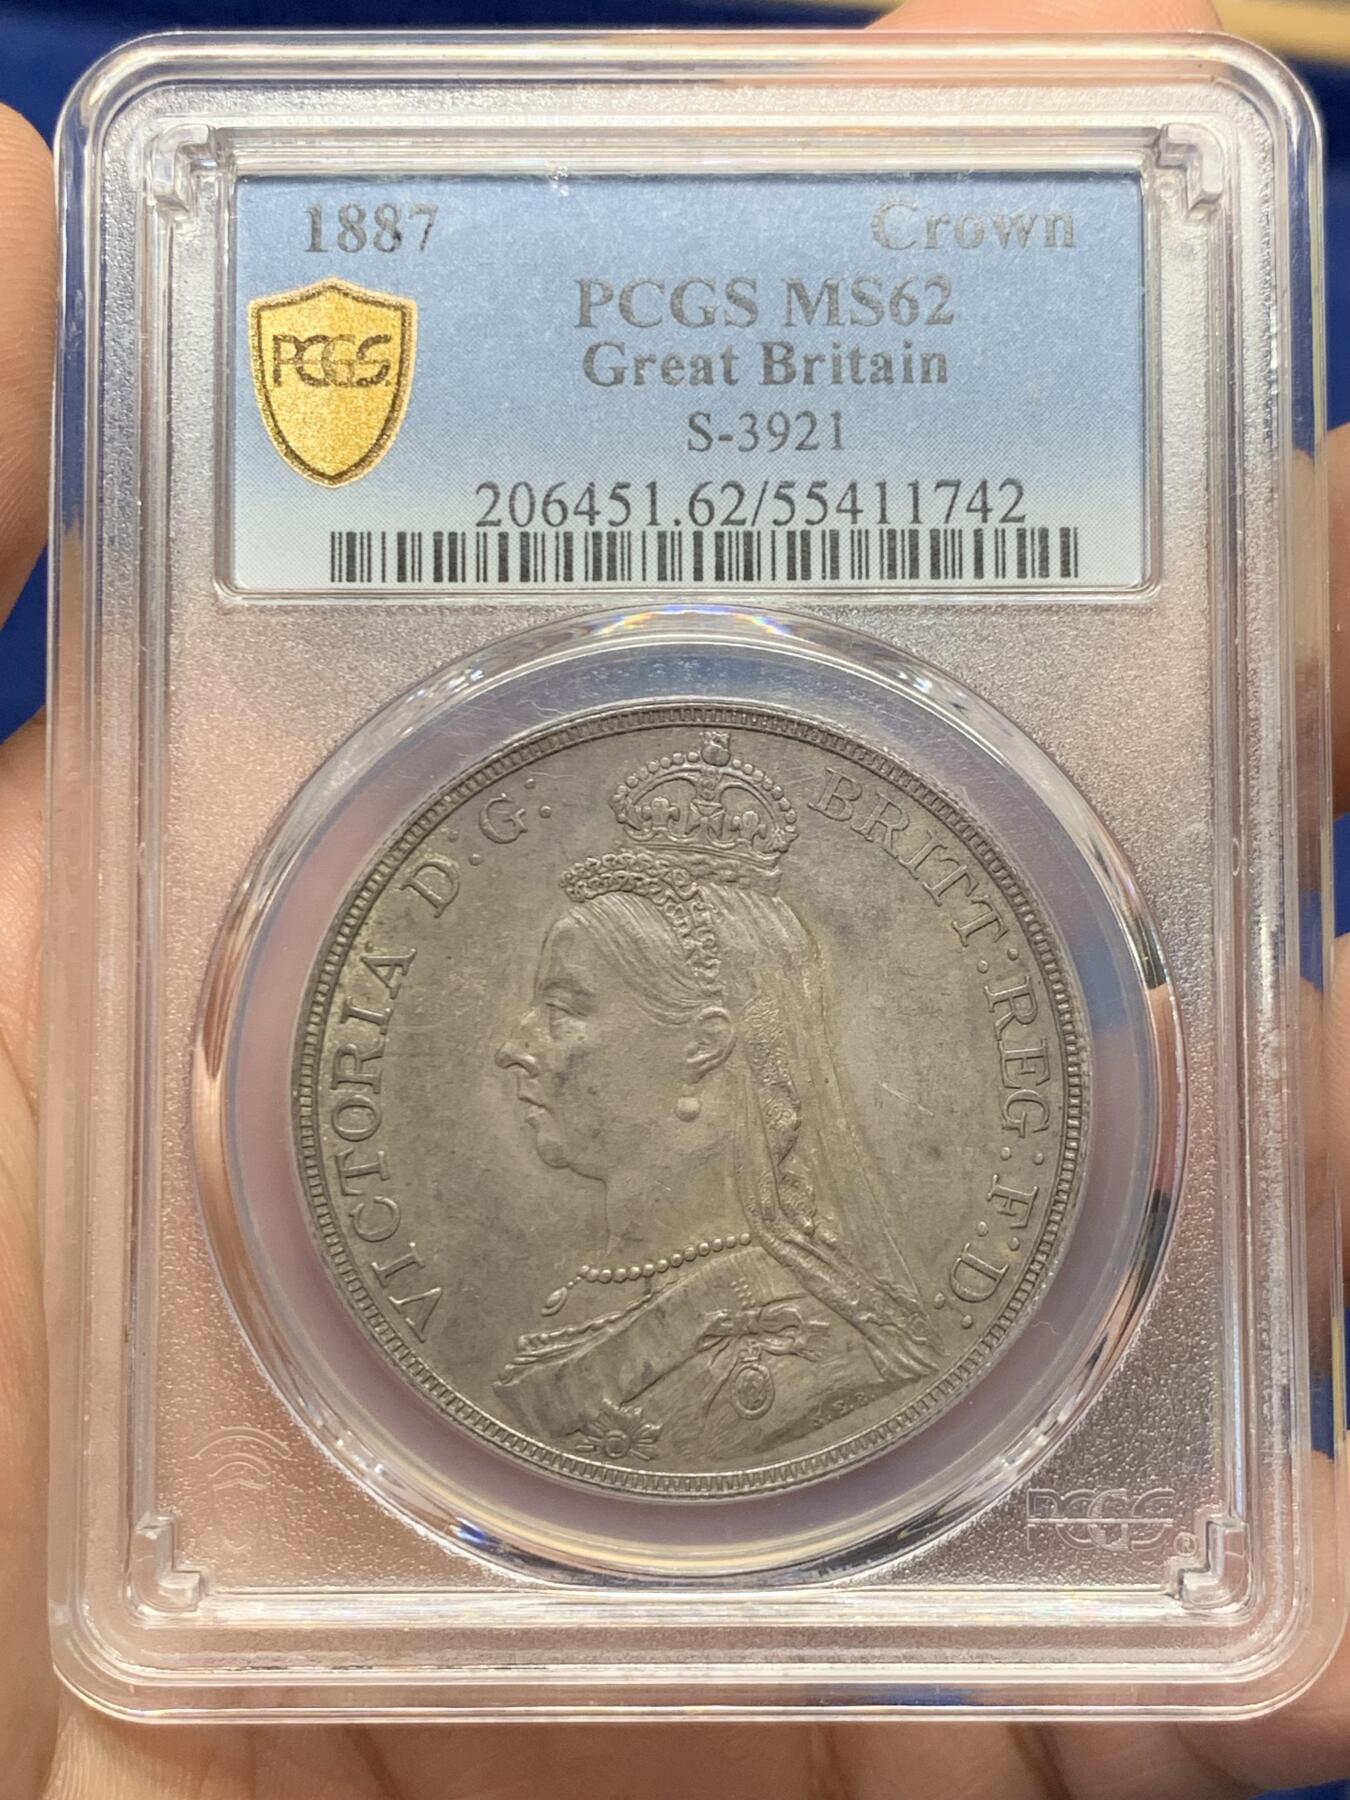 1887 Crown
PCGS MS62
PCGS
Great Britain
S-3921
206451.62/55411742
VICTORIA D: G: BRITT: REG: F: D:
J.E.B.
PCGS